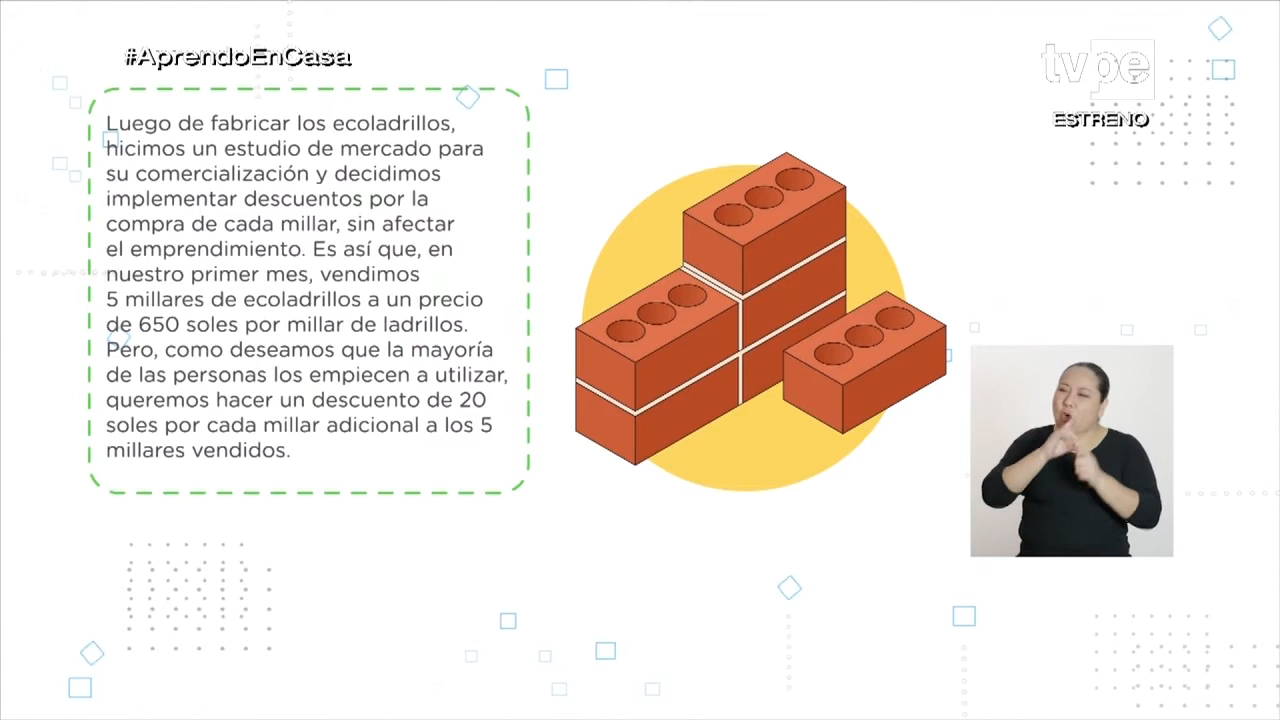 #AprendoEnCasa
tvpe
ESTRENO
Luego de fabricar los ecoladrillos,
hicimos un estudio de mercado para
su comercialización y decidimos
implementar descuentos por la
compra de cada millar, sin afectar
el emprendimiento. Es así que, en
nuestro primer mes, vendimos
5 millares de ecoladrillos a un precio
de 650 soles por millar de ladrillos.
Pero, como deseamos que la mayoría
de las personas los empiecen a utilizar,
queremos hacer un descuento de 20
soles por cada millar adicional a los 5
millares vendidos.